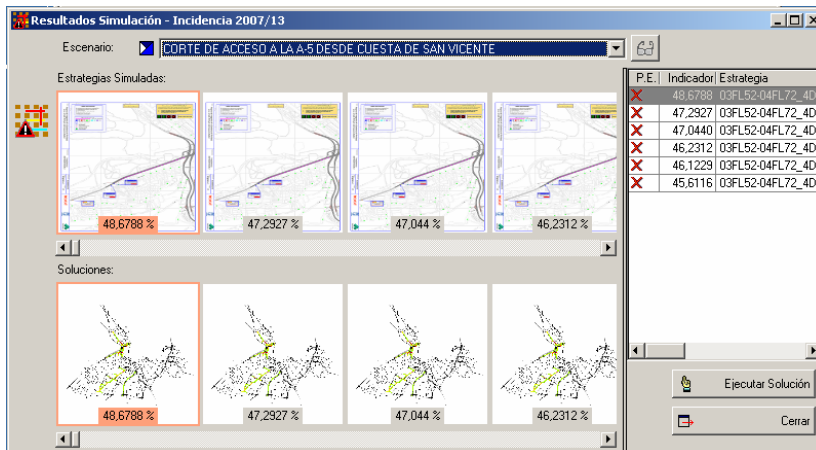 Resultados Simulación - Incidencia 2007/13
Escenario:
CORTE DE ACCESO A LA A-5 DESDE CUESTA DE SAN VICENTE
Estrategias Simuladas:
48,6788 %
47,2927 %
47,044 %
46,2312 %
Soluciones:
48,6788 %
47,2927 %
47,044 %
46,2312 %
P.E. Indicador Estrategia
48,6788 03FL52-04FL72_4D
47,2927 03FL52-04FL72_4D
47,0440 03FL52-04FL72_4D
46,2312 03FL52-04FL72_4D
46,1229 03FL52-04FL72_4D
45,6116 03FL52-04FL72_4D
Ejecutar Solución
Cerrar